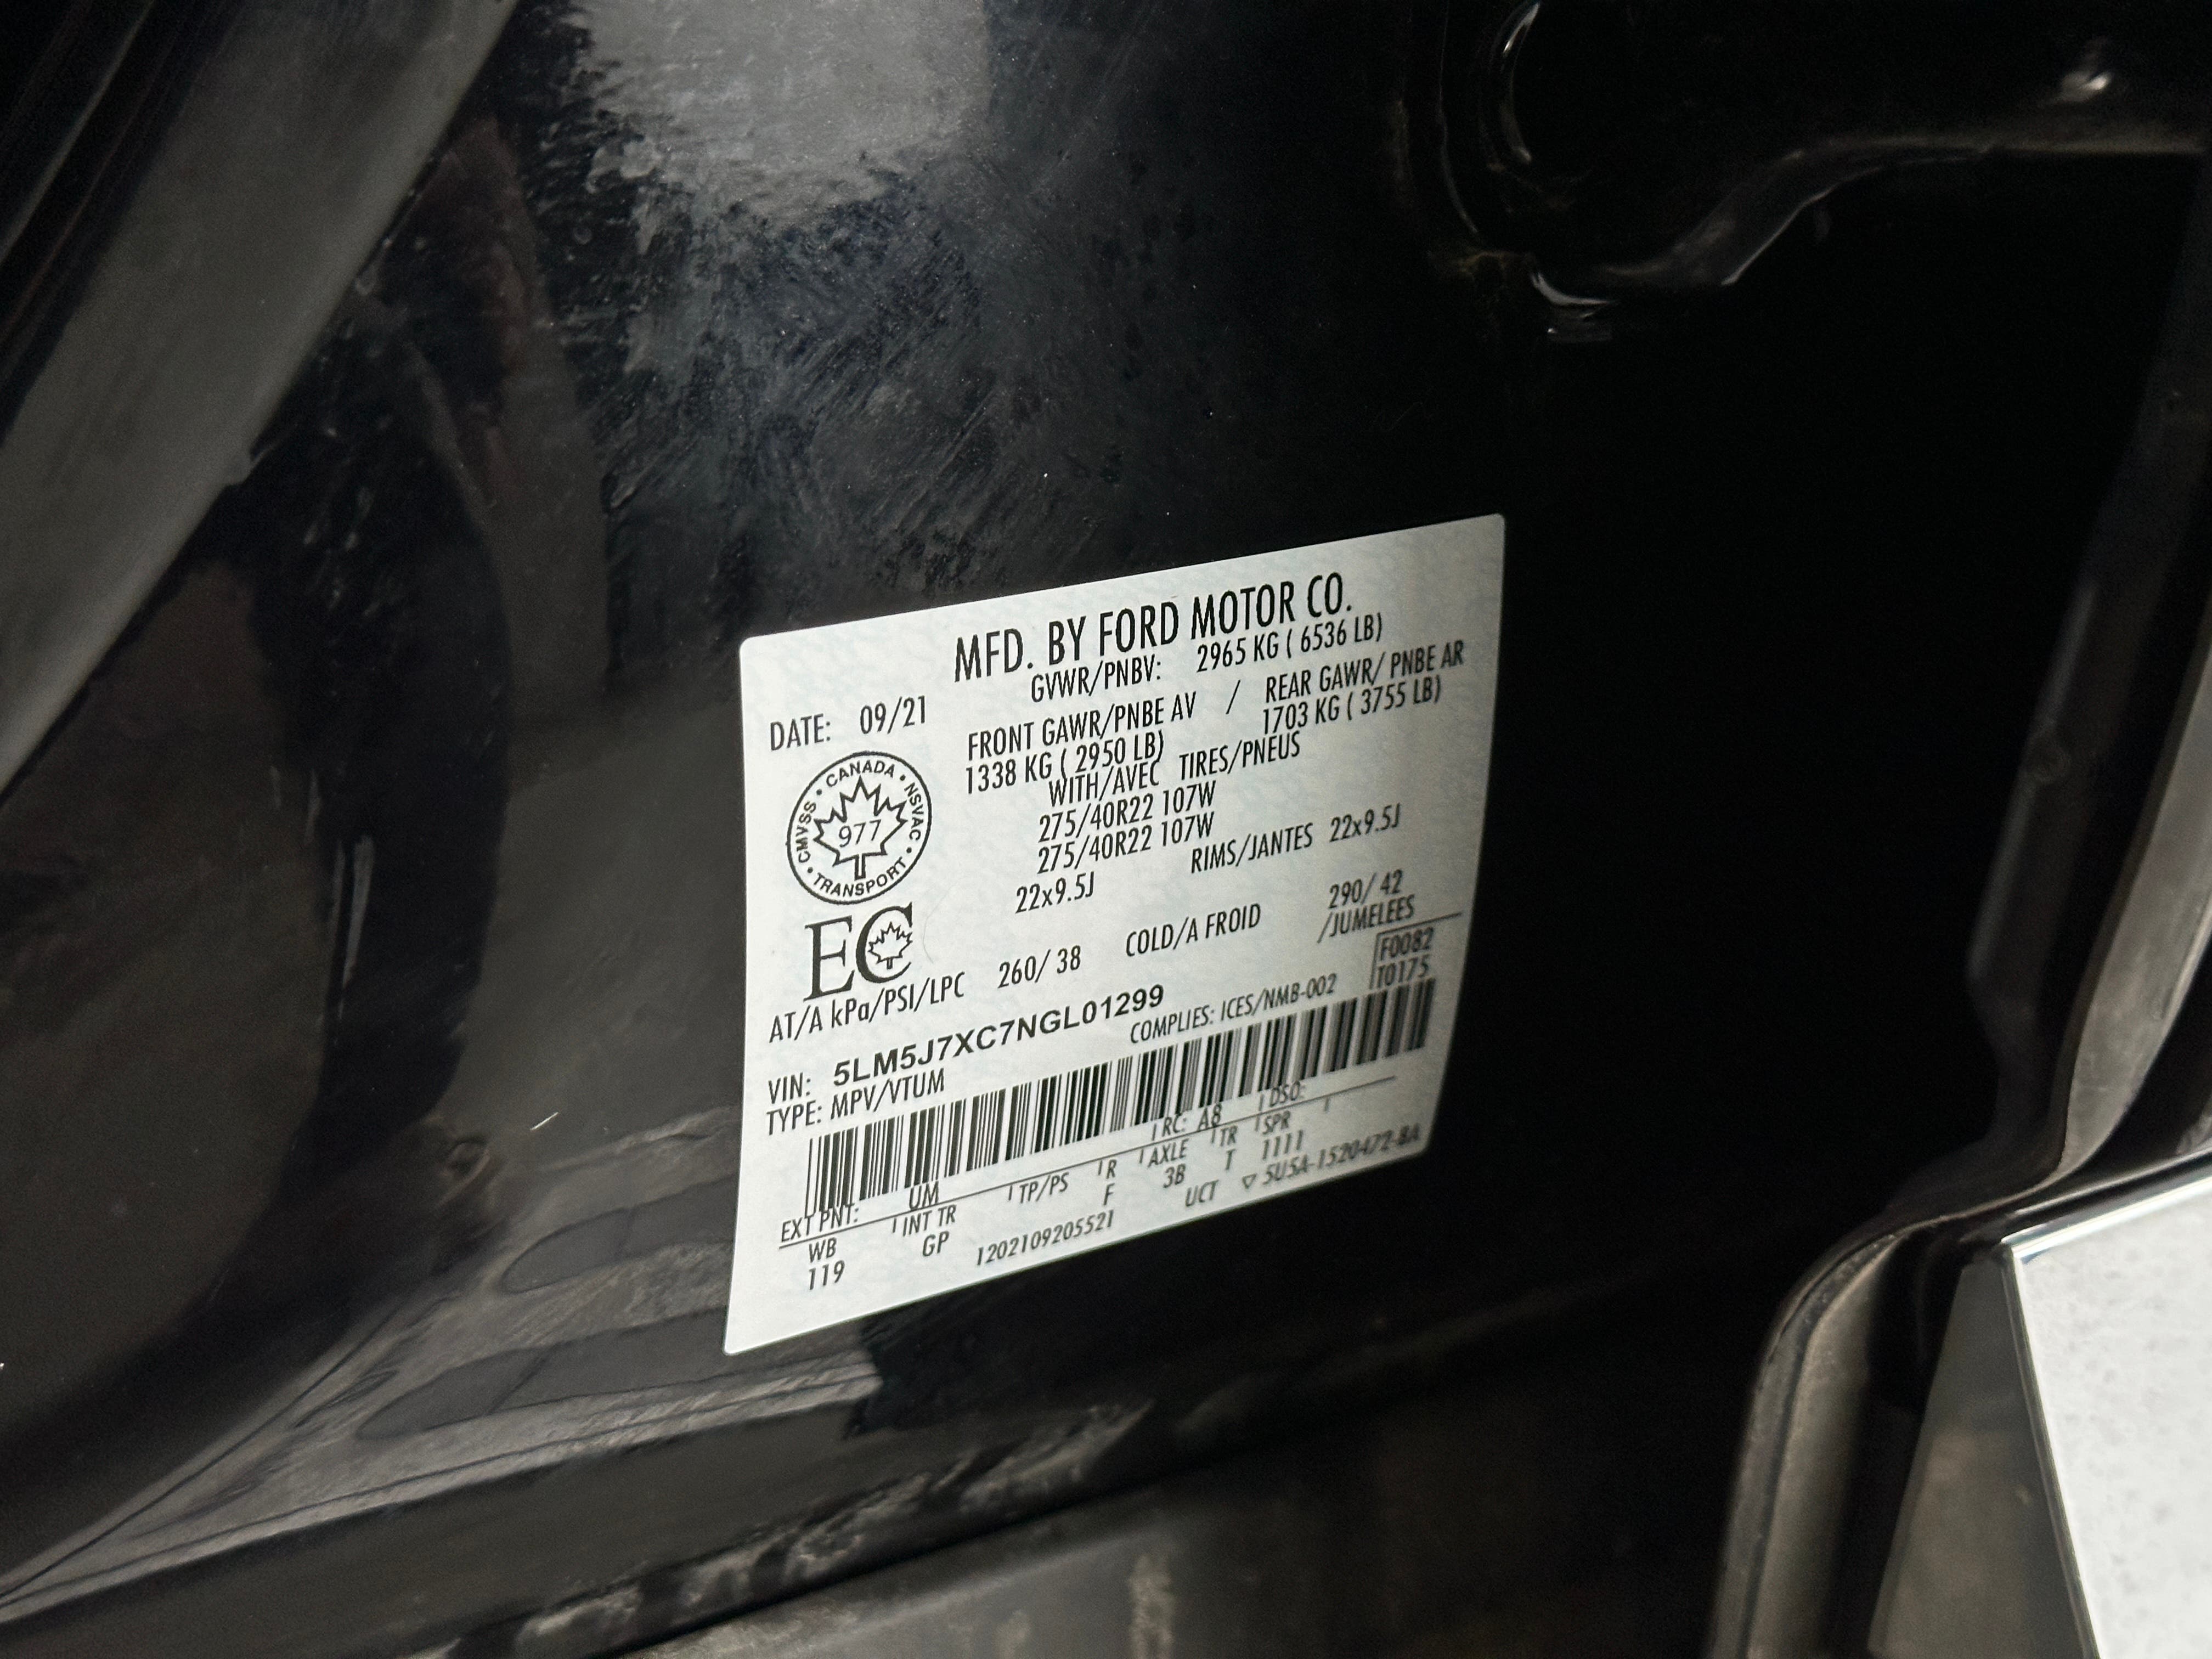 MFD. BY FORD MOTOR CO.
DATE: 09/21
GVWR/PNBV: 2965 KG ( 6536 LB)
FRONT GAWR/PNBE AV / REAR GAWR/ PNBE AR
1338 KG ( 2950 LB) 1703 KG ( 3755 LB)
WITH/AVEC TIRES/PNEUS
275/40R22 107W
275/40R22 107W
RIMS/JANTES 22x9.5J
22x9.5J
CANADA • NSVAC • TRANSPORT • CMVSS •
977
EC
AT/A kPa/PSI/LPC 260/ 38 COLD/A FROID 290/ 42
/JUMELEES
F0082
T0175
VIN: 5LM5J7XC7NGL01299
COMPLIES: ICES/NMB-002
TYPE: MPV/VTUM
EXT PNT: UM RC: A8 DSO:
WB INT TR TP/PS R AXLE TR SPR
119 GP F 3B T 1111
1202109205521 UCT ▽ 5U5A-1520472-BA